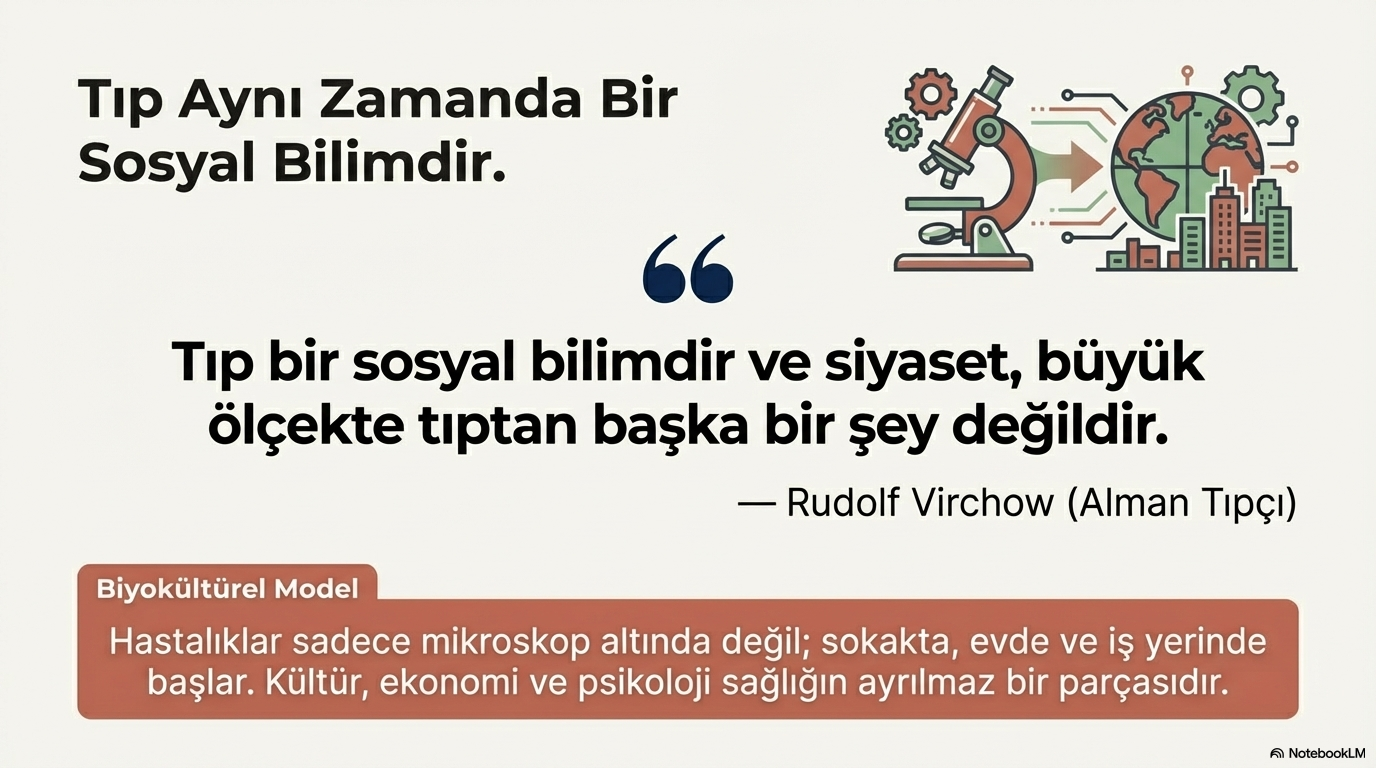 Tıp Aynı Zamanda Bir
Sosyal Bilimdir.
“
Tıp bir sosyal bilimdir ve siyaset, büyük
ölçekte tıptan başka bir şey değildir.
— Rudolf Virchow (Alman Tıpçı)
Biyokültürel Model
Hastalıklar sadece mikroskop altında değil; sokakta, evde ve iş yerinde
başlar. Kültür, ekonomi ve psikoloji sağlığın ayrılmaz bir parçasıdır.
NotebookLM